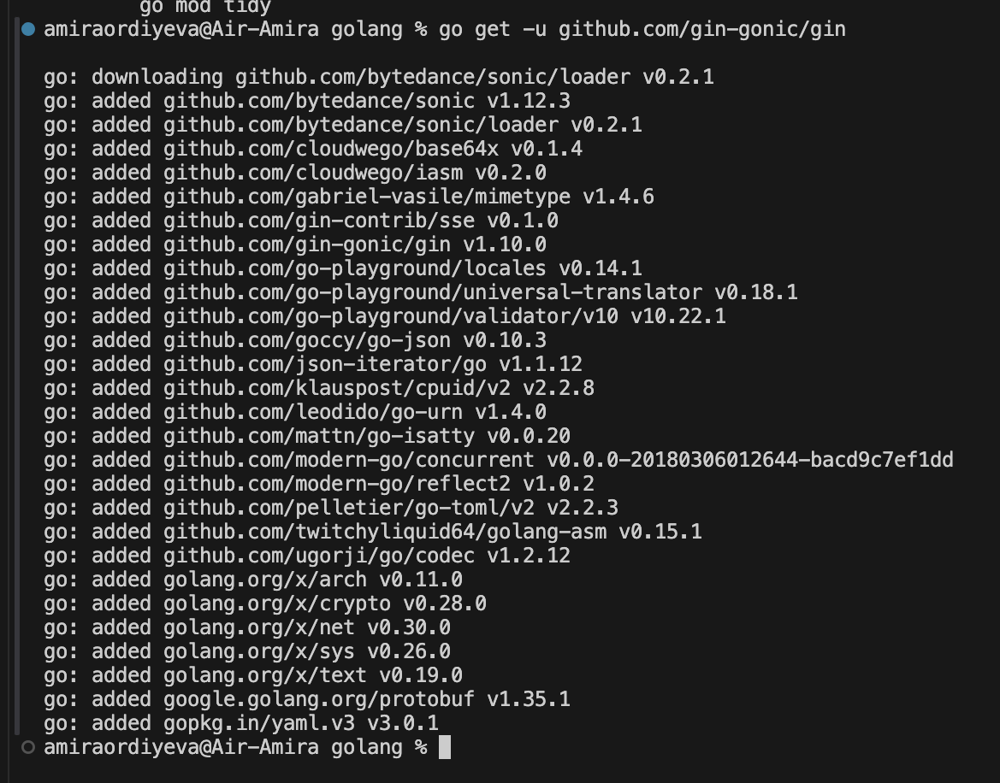 go mod tidy
amiraordiyeva@Air-Amira golang % go get -u github.com/gin-gonic/gin
go: downloading github.com/bytedance/sonic/loader v0.2.1
go: added github.com/bytedance/sonic v1.12.3
go: added github.com/bytedance/sonic/loader v0.2.1
go: added github.com/cloudwego/base64x v0.1.4
go: added github.com/cloudwego/iasm v0.2.0
go: added github.com/gabriel-vasile/mimetype v1.4.6
go: added github.com/gin-contrib/sse v0.1.0
go: added github.com/gin-gonic/gin v1.10.0
go: added github.com/go-playground/locales v0.14.1
go: added github.com/go-playground/universal-translator v0.18.1
go: added github.com/go-playground/validator/v10 v10.22.1
go: added github.com/goccy/go-json v0.10.3
go: added github.com/json-iterator/go v1.1.12
go: added github.com/klauspost/cpuid/v2 v2.2.8
go: added github.com/leodido/go-urn v1.4.0
go: added github.com/mattn/go-isatty v0.0.20
go: added github.com/modern-go/concurrent v0.0.0-20180306012644-bacd9c7ef1dd
go: added github.com/modern-go/reflect2 v1.0.2
go: added github.com/pelletier/go-toml/v2 v2.2.3
go: added github.com/twitchyliquid64/golang-asm v0.15.1
go: added github.com/ugorji/go/codec v1.2.12
go: added golang.org/x/arch v0.11.0
go: added golang.org/x/crypto v0.28.0
go: added golang.org/x/net v0.30.0
go: added golang.org/x/sys v0.26.0
go: added golang.org/x/text v0.19.0
go: added google.golang.org/protobuf v1.35.1
go: added gopkg.in/yaml.v3 v3.0.1
amiraordiyeva@Air-Amira golang %